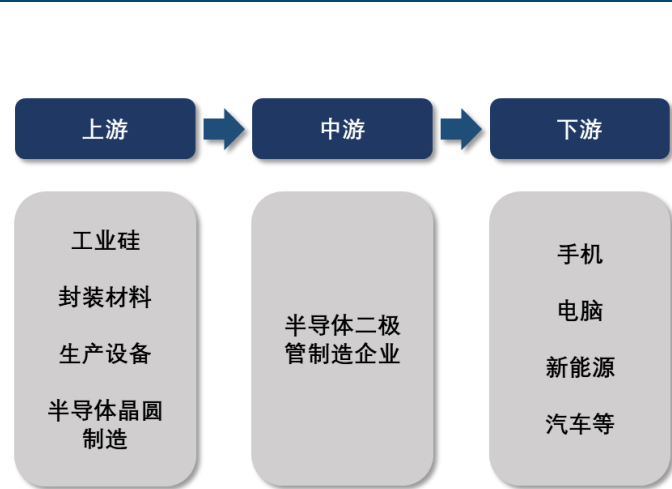 上游
中游
下游
工业硅
封装材料
生产设备
半导体晶圆
制造
半导体二极
管制造企业
手机
电脑
新能源
汽车等